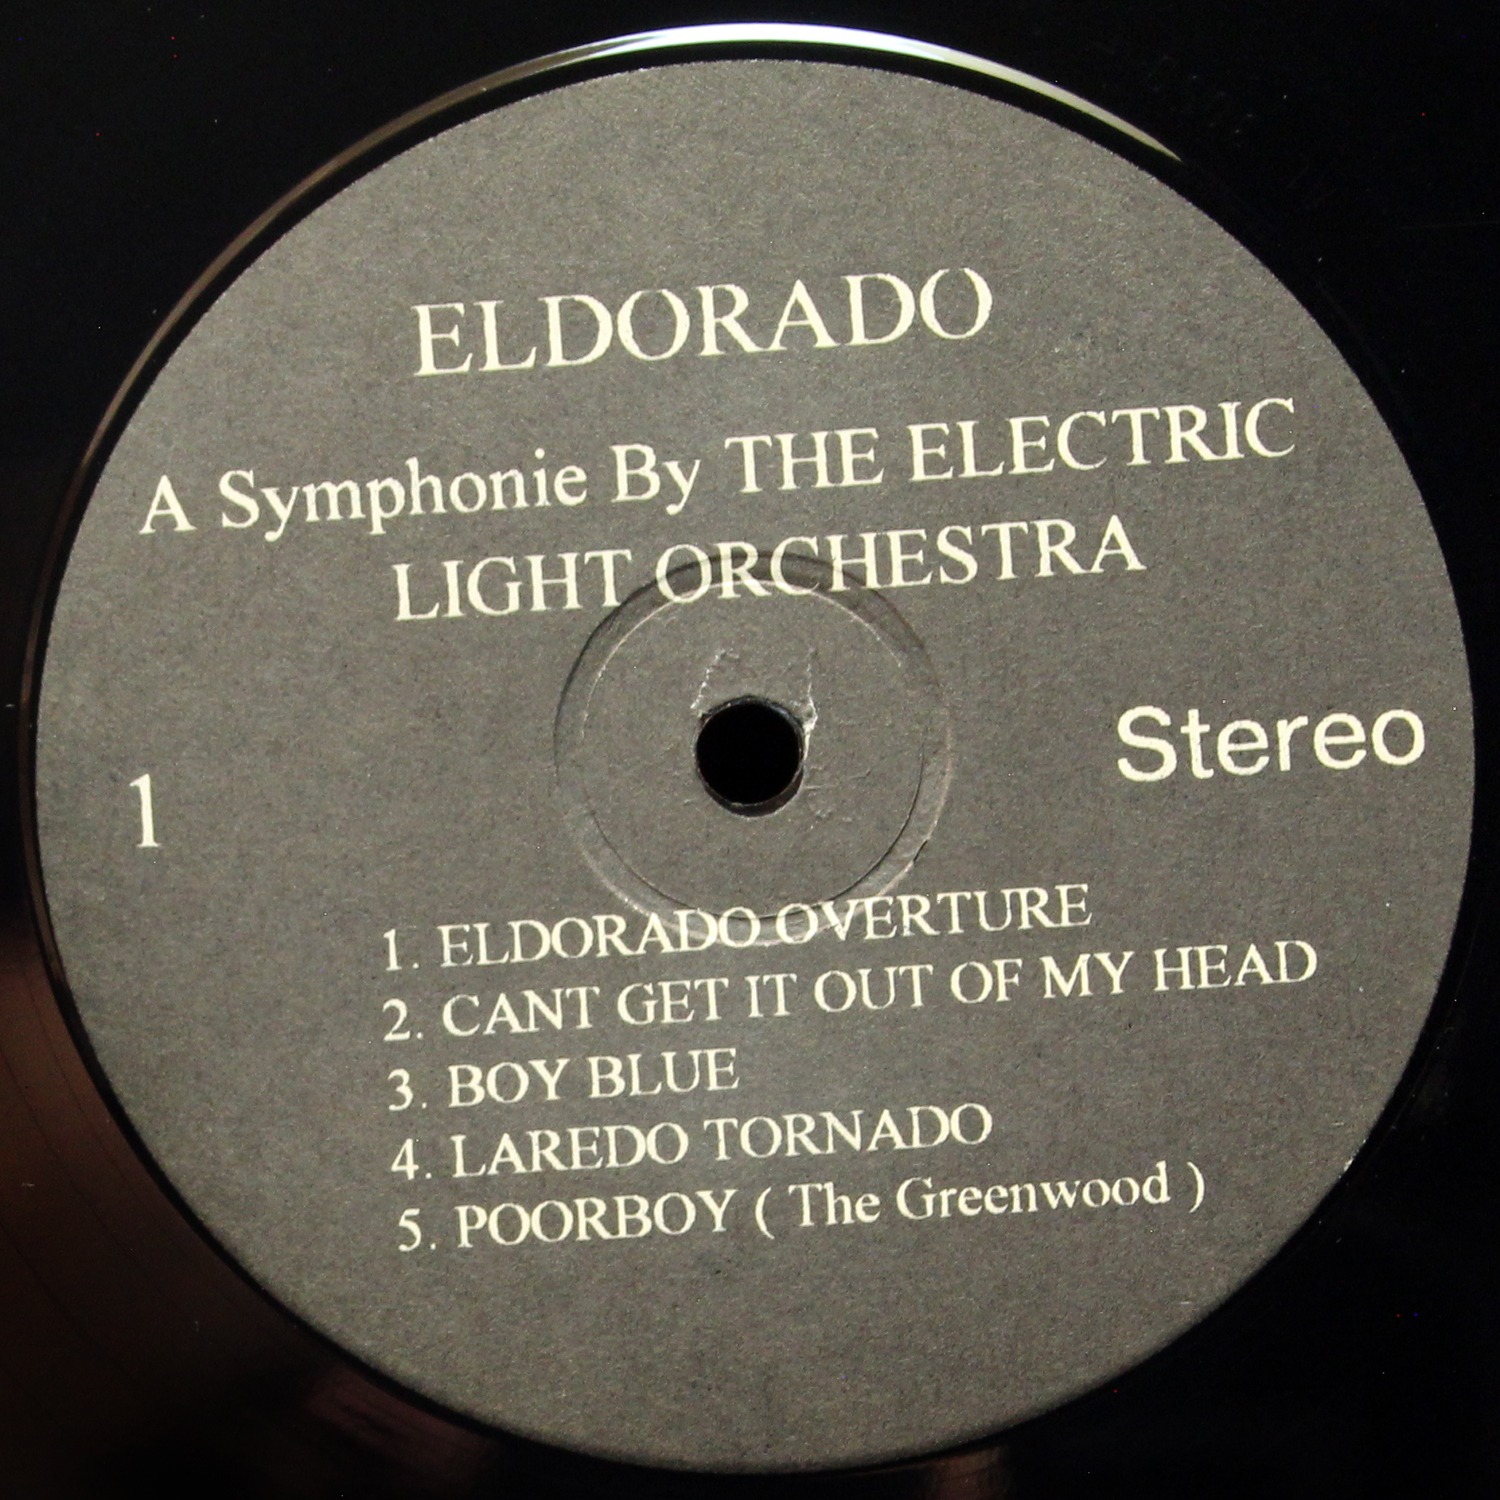 ELDORADO
A Symphonie By THE ELECTRIC
LIGHT ORCHESTRA
Stereo
1
1. ELDORADO OVERTURE
2. CANT GET IT OUT OF MY HEAD
3. BOY BLUE
4. LAREDO TORNADO
5. POORBOY ( The Greenwood )